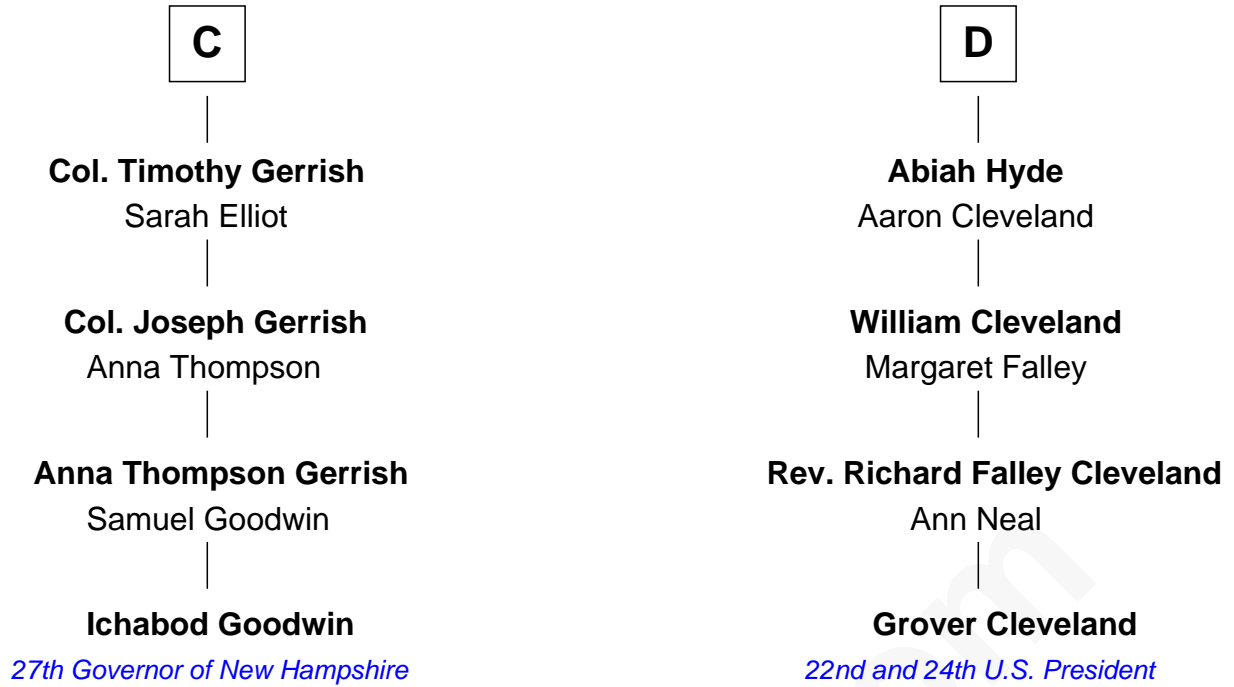 C
Col. Timothy Gerrish
Sarah Elliot
Col. Joseph Gerrish
Anna Thompson
Anna Thompson Gerrish
Samuel Goodwin
Ichabod Goodwin
27th Governor of New Hampshire
D
Abiah Hyde
Aaron Cleveland
William Cleveland
Margaret Falley
Rev. Richard Falley Cleveland
Ann Neal
Grover Cleveland
22nd and 24th U.S. President